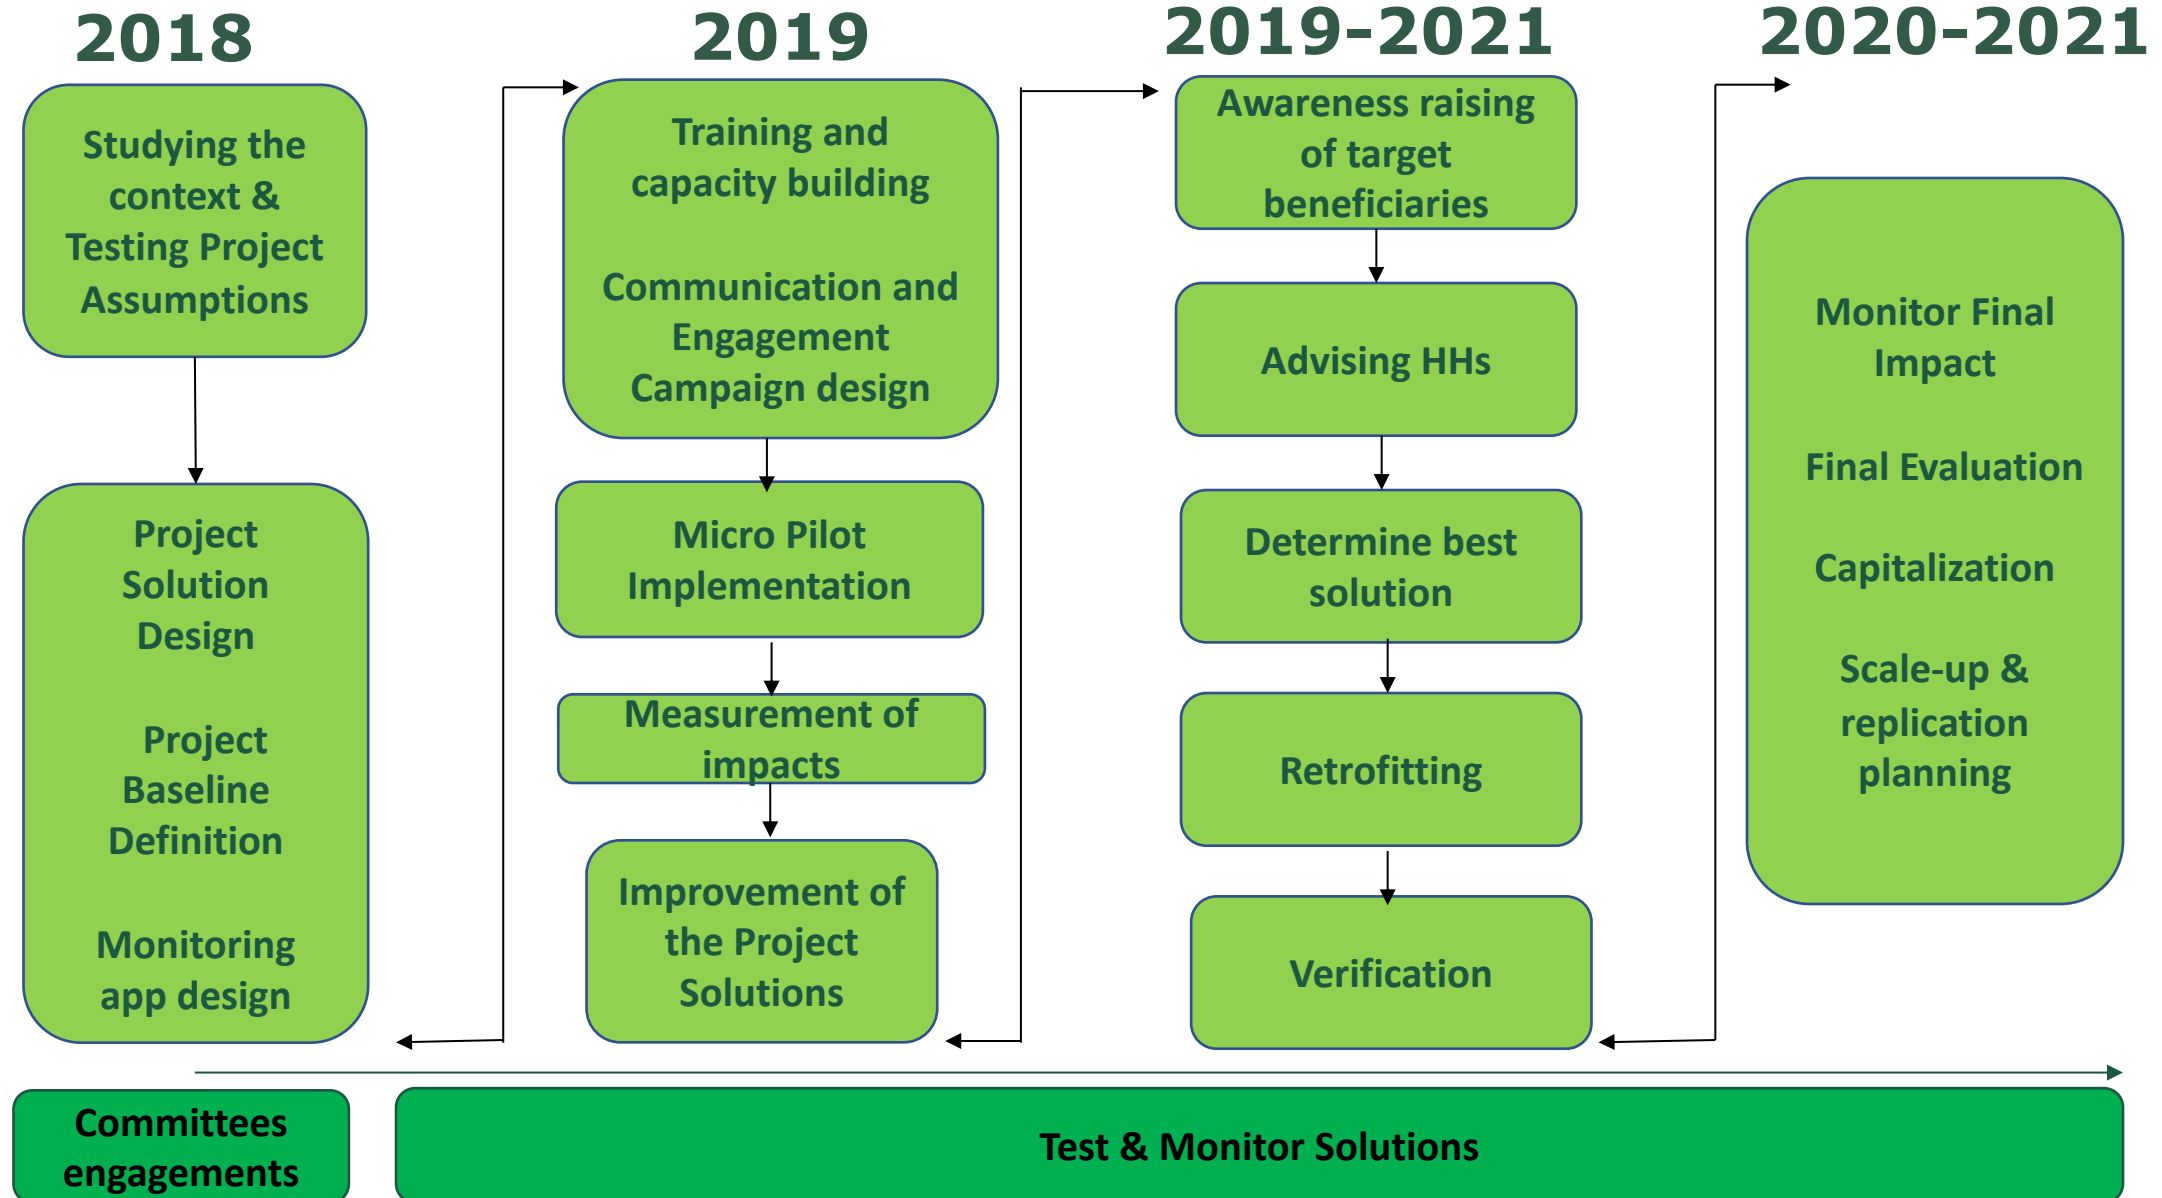 2018
Studying the
context &
Testing Project
Assumptions
Project
Solution
Design
Project
Baseline
Definition
Monitoring
app design
2019
Training and
capacity building
Communication and
Engagement
Campaign design
Micro Pilot
Implementation
Measurement of
impacts
Improvement of
the Project
Solutions
2019-2021
Awareness raising
of target
beneficiaries
Advising HHs
Determine best
solution
Retrofitting
Verification
2020-2021
Monitor Final
Impact
Final Evaluation
Capitalization
Scale-up &
replication
planning
Committees
engagements
Test & Monitor Solutions